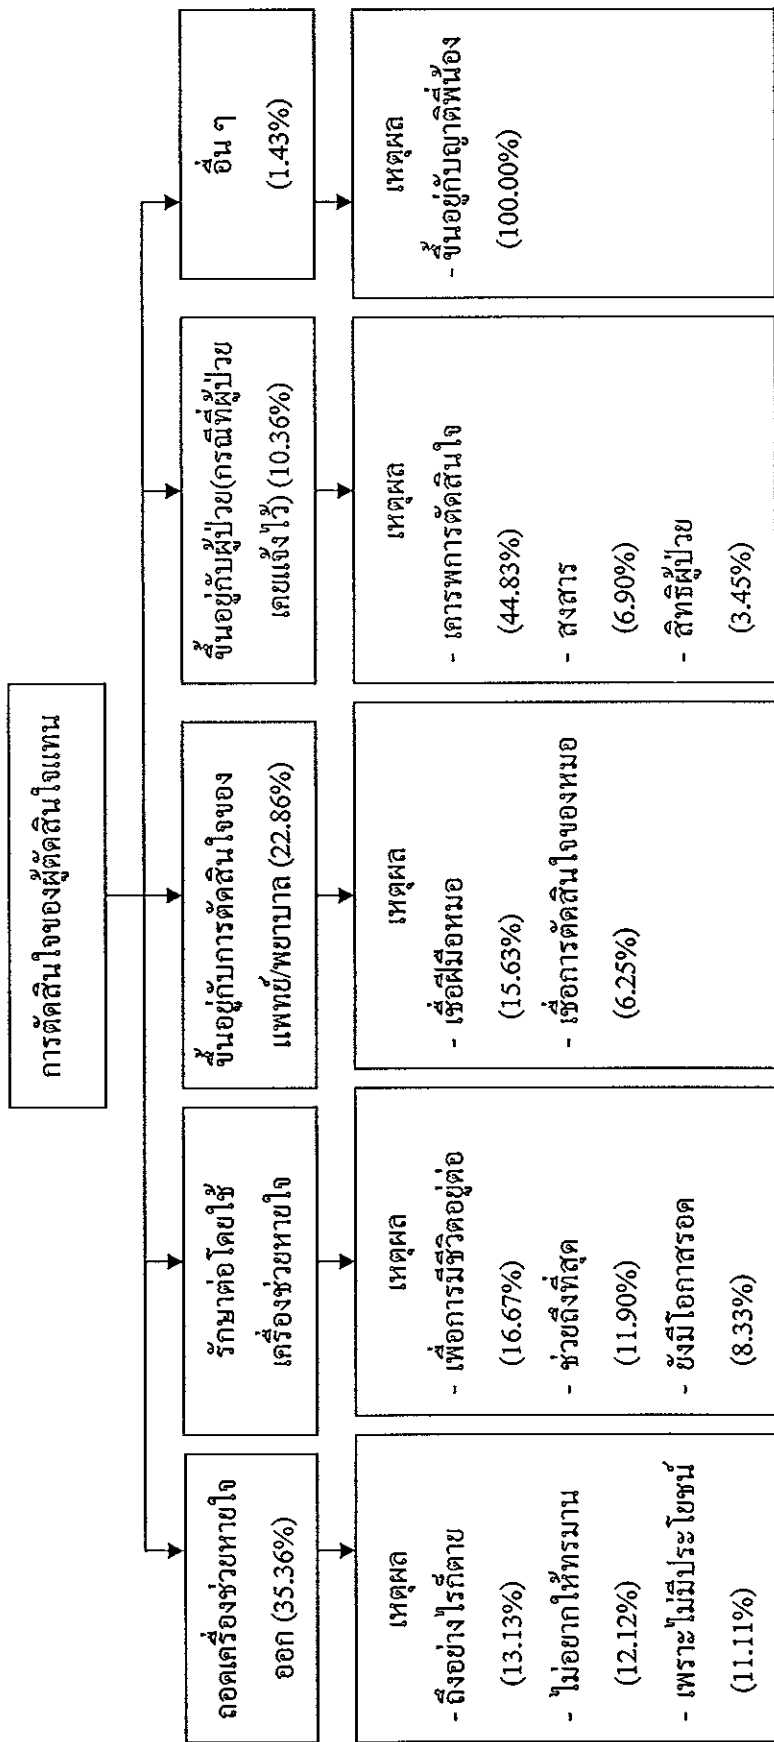 การตัดสินใจของผู้ตัดสินใจแทน
ถอดเครื่องช่วยหายใจ
ออก (35.36%)
เหตุผล
- ถึงอย่างไรก็ตาย
(13.13%)
- ไม่อยากให้ทรมาน
(12.12%)
- เพราะไม่มีประโยชน์
(11.11%)
รักษาต่อโดยใช้
เครื่องช่วยหายใจ
เหตุผล
- เพื่อการมีชีวิตอยู่ต่อ
(16.67%)
- ช่วยถึงที่สุด
(11.90%)
- ยังมีโอกาสรอด
(8.33%)
ขึ้นอยู่กับการตัดสินใจของ
แพทย์/พยาบาล (22.86%)
เหตุผล
- เชื่อฝีมือหมอ
(15.63%)
- เชื่อการตัดสินใจของหมอ
(6.25%)
ขึ้นอยู่กับผู้ป่วย(กรณีที่ผู้ป่วย
เคยแจ้งไว้) (10.36%)
เหตุผล
- เคารพการตัดสินใจ
(44.83%)
- สงสาร
(6.90%)
- สิทธิผู้ป่วย
(3.45%)
อื่น ๆ
(1.43%)
เหตุผล
- ขึ้นอยู่กับญาติพี่น้อง
(100.00%)